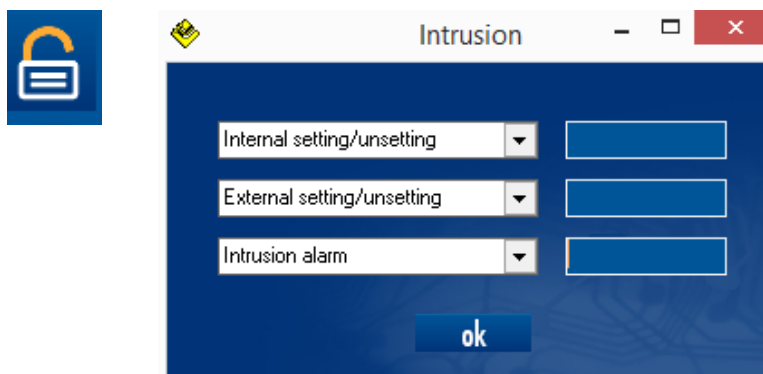 Intrusion
Internal setting/unsetting
External setting/unsetting
Intrusion alarm
ok